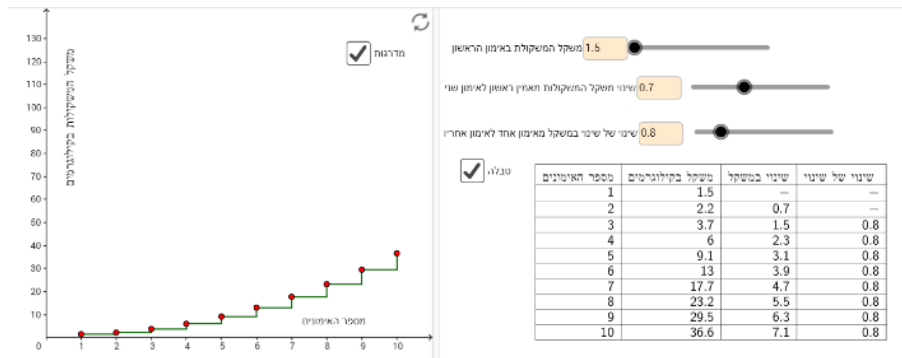 130
120
110
100
90
80
70
60
50
40
30
20
10
0
1 2 3 4 5 6 7 8 9 10
משקל המשקולות בקילוגרמים
מספר האימונים
מדרגות
משקל המשקולת באימון הראשון 1.5
שינוי משקל המשקולות מאמין ראשון לאימון שני 0.7
שינוי של שינוי במשקל מאימון אחד לאימון אחריו 0.8
טבלה
מספר האימונים משקל בקילוגרמים שינוי במשקל שינוי של שינוי
1 1.5 — —
2 2.2 0.7 —
3 3.7 1.5 0.8
4 6 2.3 0.8
5 9.1 3.1 0.8
6 13 3.9 0.8
7 17.7 4.7 0.8
8 23.2 5.5 0.8
9 29.5 6.3 0.8
10 36.6 7.1 0.8